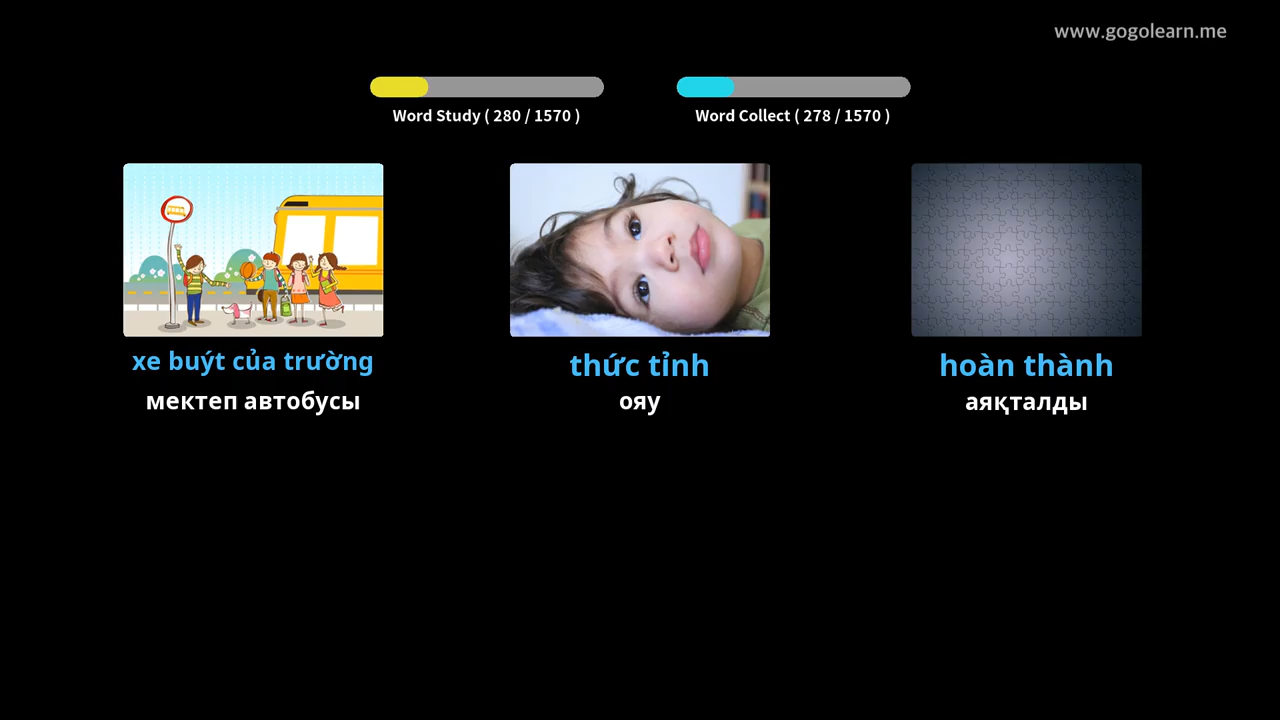 www.gogolearn.me
Word Study ( 280 / 1570 )
Word Collect ( 278 / 1570 )
xe buýt của trường
thức tỉnh
hoàn thành
мектеп автобусы
ояу
аяқталды